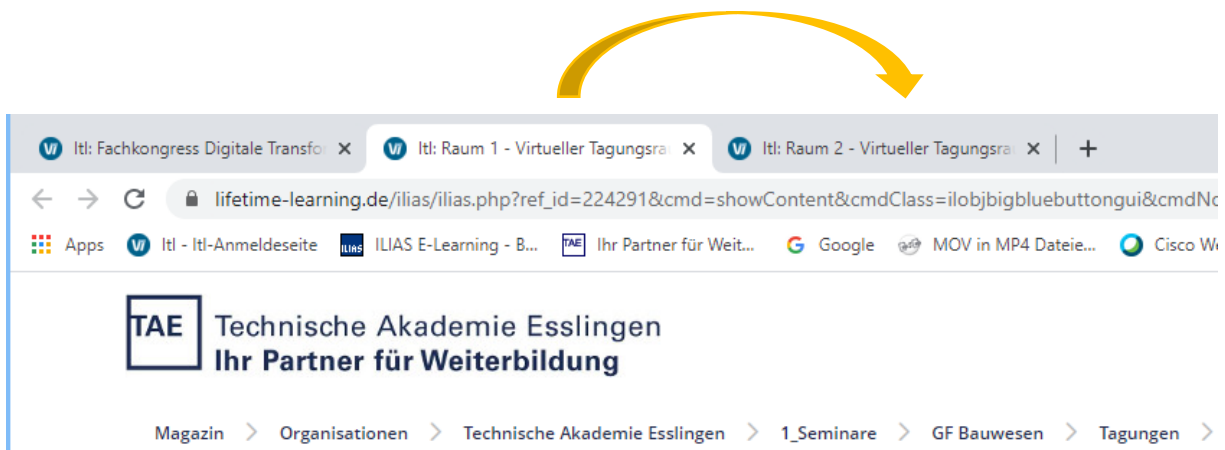 ltl: Fachkongress Digitale Transfo
ltl: Raum 1 - Virtueller Tagungsra
ltl: Raum 2 - Virtueller Tagungsra
lifetime-learning.de/ilias/ilias.php?ref_id=224291&cmd=showContent&cmdClass=ilobjbigbluebuttongui&cmdNo
Apps ltl - ltl-Anmeldeseite ILIAS ILIAS E-Learning - B... TAE Ihr Partner für Weit... Google MOV in MP4 Dateie... Cisco We
TAE Technische Akademie Esslingen
Ihr Partner für Weiterbildung
Magazin > Organisationen > Technische Akademie Esslingen > 1_Seminare > GF Bauwesen > Tagungen >